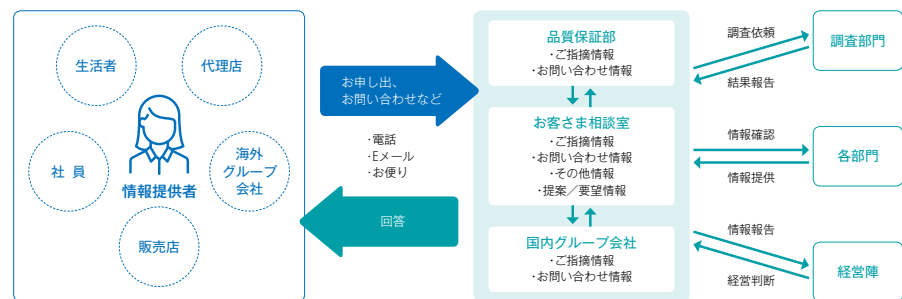 生活者
代理店
社 員
海外
グループ
会社
情報提供者
販売店
お申し出、
お問い合わせなど
・電話
・Eメール
・お便り
回答
品質保証部
・ご指摘情報
・お問い合わせ情報
お客さま相談室
・ご指摘情報
・お問い合わせ情報
・その他情報
・提案／要望情報
国内グループ会社
・ご指摘情報
・お問い合わせ情報
調査依頼
結果報告
調査部門
情報確認
情報提供
各部門
情報報告
経営判断
経営陣